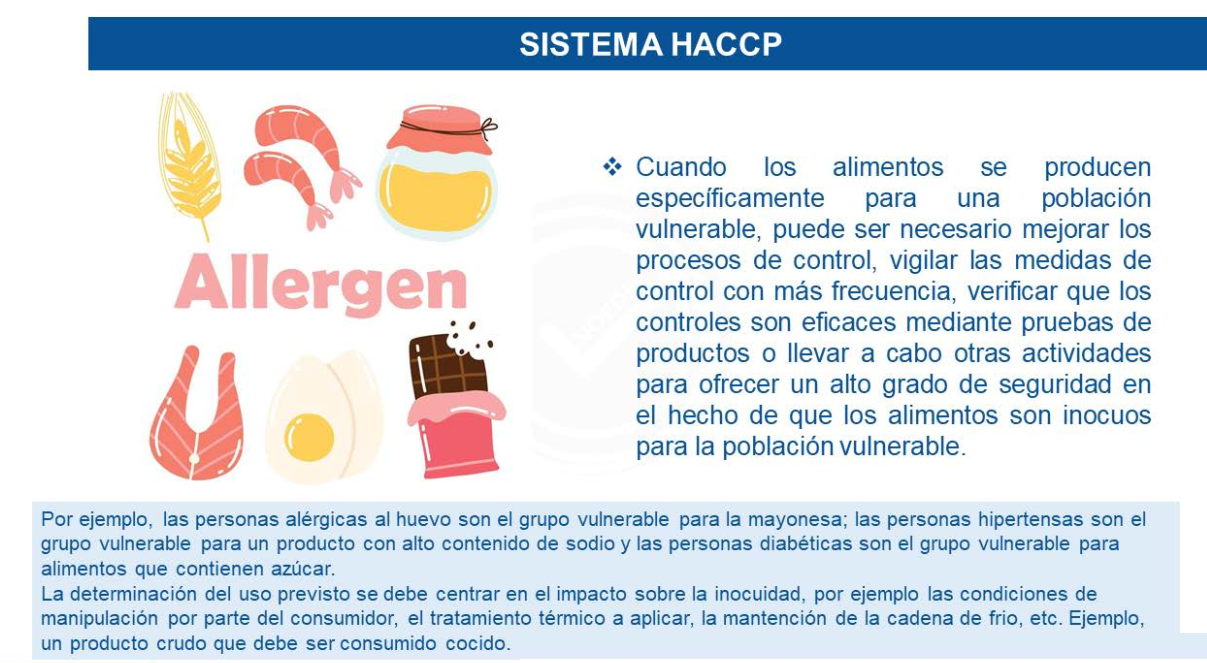 SISTEMA HACCP
Allergen
❖ Cuando los alimentos se producen
específicamente para una población
vulnerable, puede ser necesario mejorar los
procesos de control, vigilar las medidas de
control con más frecuencia, verificar que los
controles son eficaces mediante pruebas de
productos o llevar a cabo otras actividades
para ofrecer un alto grado de seguridad en
el hecho de que los alimentos son inocuos
para la población vulnerable.
Por ejemplo, las personas alérgicas al huevo son el grupo vulnerable para la mayonesa; las personas hipertensas son el
grupo vulnerable para un producto con alto contenido de sodio y las personas diabéticas son el grupo vulnerable para
alimentos que contienen azúcar.
La determinación del uso previsto se debe centrar en el impacto sobre la inocuidad, por ejemplo las condiciones de
manipulación por parte del consumidor, el tratamiento térmico a aplicar, la mantención de la cadena de frio, etc. Ejemplo,
un producto crudo que debe ser consumido cocido.